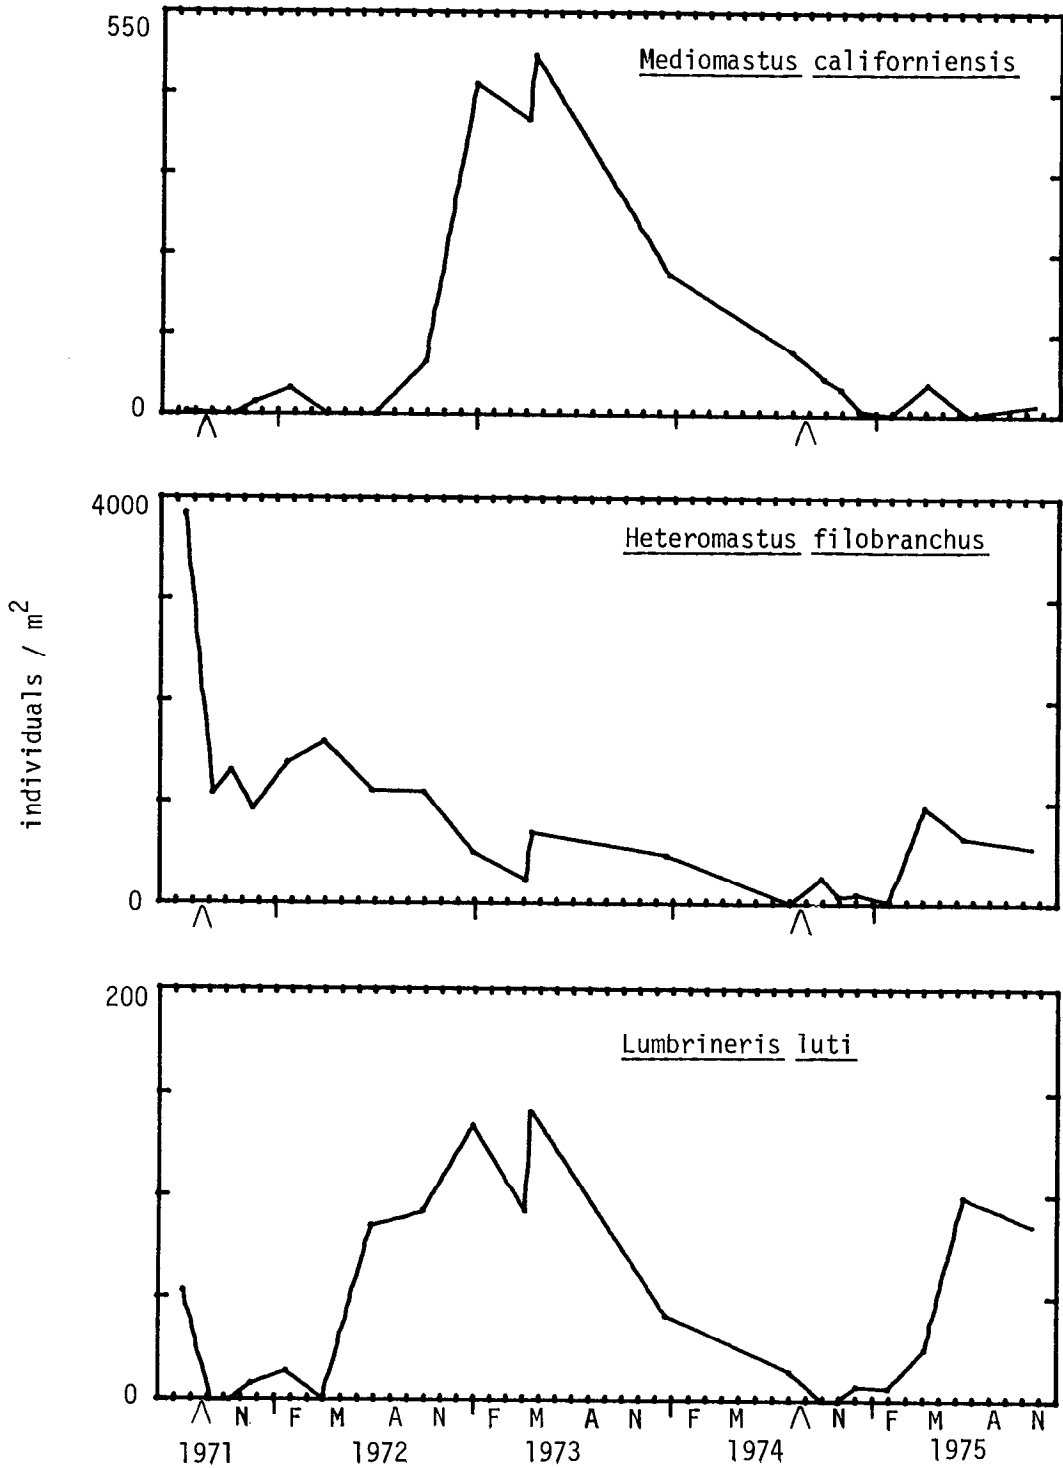 550
Mediomastus californiensis
0
4000
Heteromastus filobranchus
individuals / m2
0
200
Lumbrineris luti
0
N F M A N F M A N F M N F M A N
1971 1972 1973 1974 1975